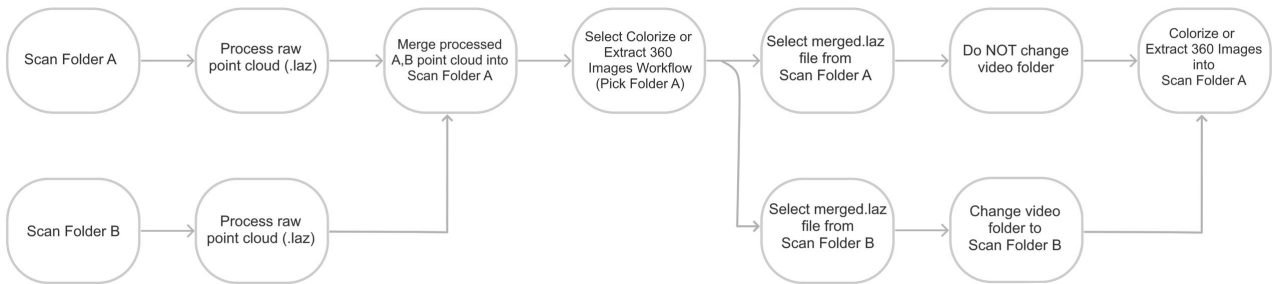 Scan Folder A
Process raw
point cloud (.laz)
Merge processed
A,B point cloud into
Scan Folder A
Select Colorize or
Extract 360
Images Workflow
(Pick Folder A)
Select merged.laz
file from
Scan Folder A
Do NOT change
video folder
Colorize or
Extract 360 Images
into
Scan Folder A
Scan Folder B
Process raw
point cloud (.laz)
Select merged.laz
file from
Scan Folder B
Change video
folder to
Scan Folder B